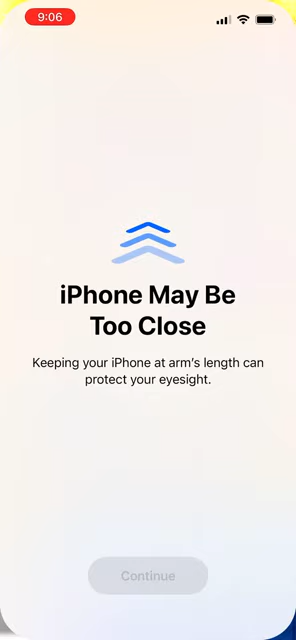 9:06
iPhone May Be
Too Close
Keeping your iPhone at arm's length can
protect your eyesight.
Continue